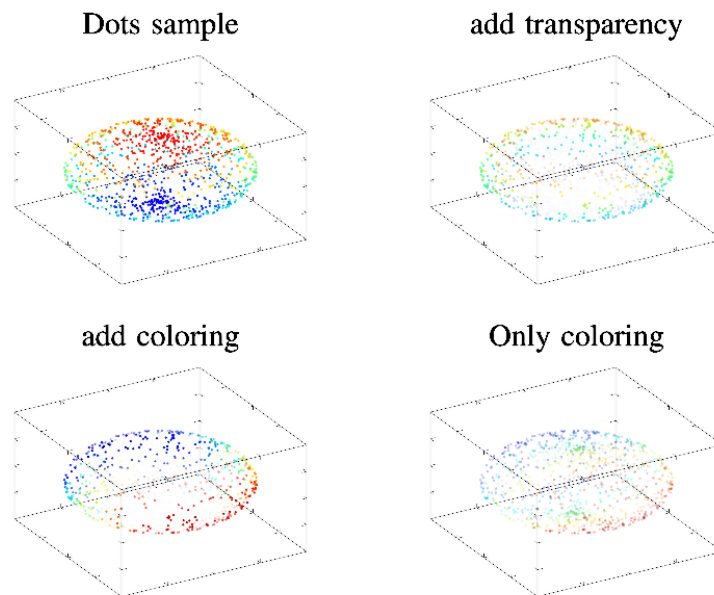 Dots sample
add transparency
add coloring
Only coloring